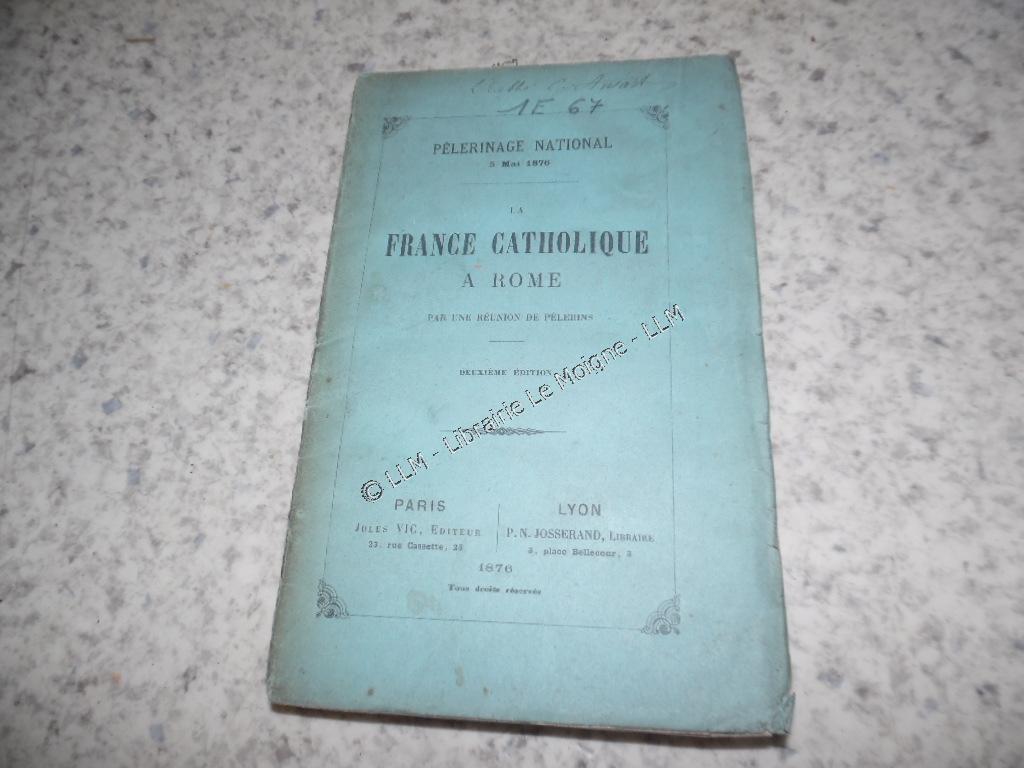 1E 67
PÈLERINAGE NATIONAL
5 Mai 1876
LA
FRANCE CATHOLIQUE
A ROME
PAR UNE RÉUNION DE PÈLERINS
DEUXIÈME ÉDITION
© LLM - Librairie Le Moigne - LLM
PARIS
JULES VIC, EDITEUR
23, rue Cassette, 23
LYON
P. N. JOSSERAND, LIBRAIRE
3, place Bellecour, 3
1876
Tous droits réservés